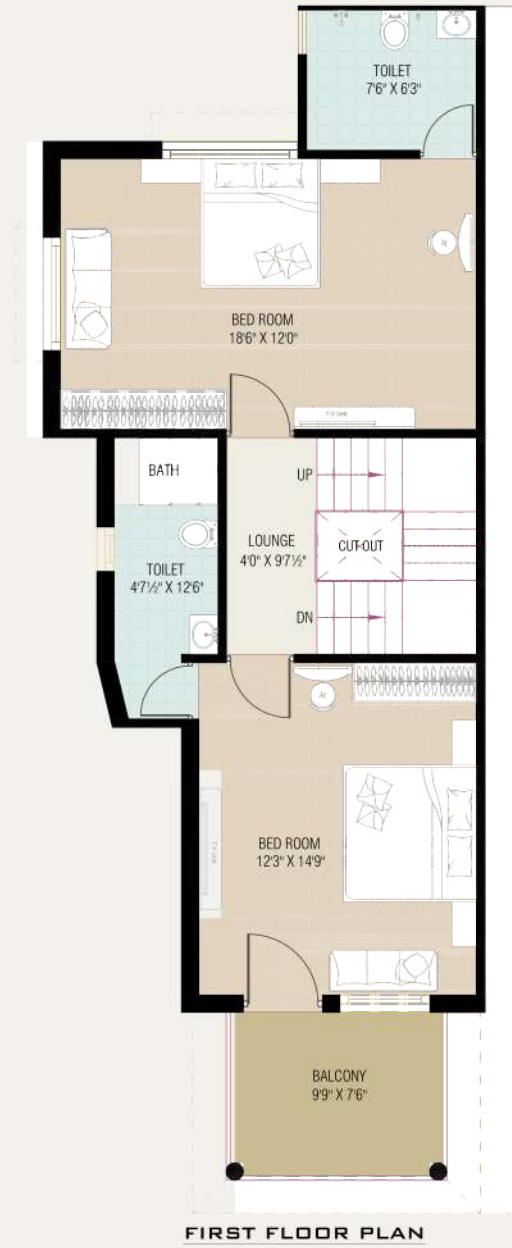 TOILET
7'6" X 6'3"
BED ROOM
18'6" X 12'0"
T.V UNIT
BATH
UP
LOUNGE
4'0" X 9'7½"
CUT OUT
TOILET
4'7½" X 12'6"
DN
BED ROOM
12'3" X 14'9"
T.V UNIT
BALCONY
9'9" X 7'6"
FIRST FLOOR PLAN